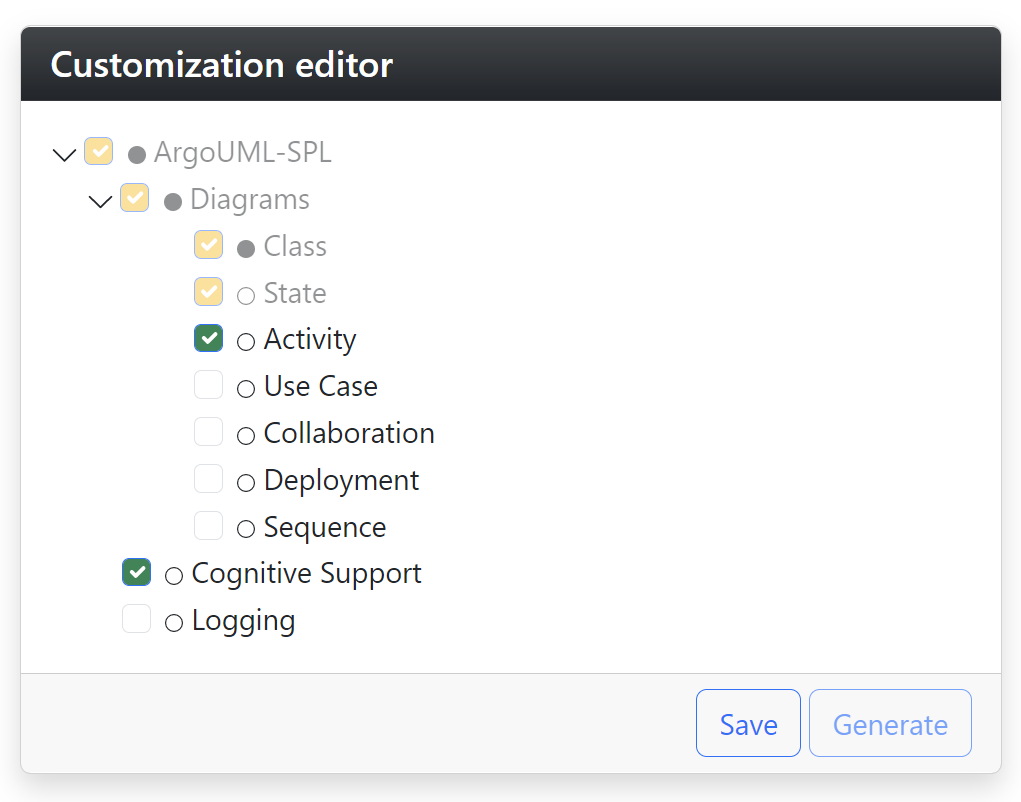 Customization editor
ArgoUML-SPL
Diagrams
Class
State
Activity
Use Case
Collaboration
Deployment
Sequence
Cognitive Support
Logging
Save Generate